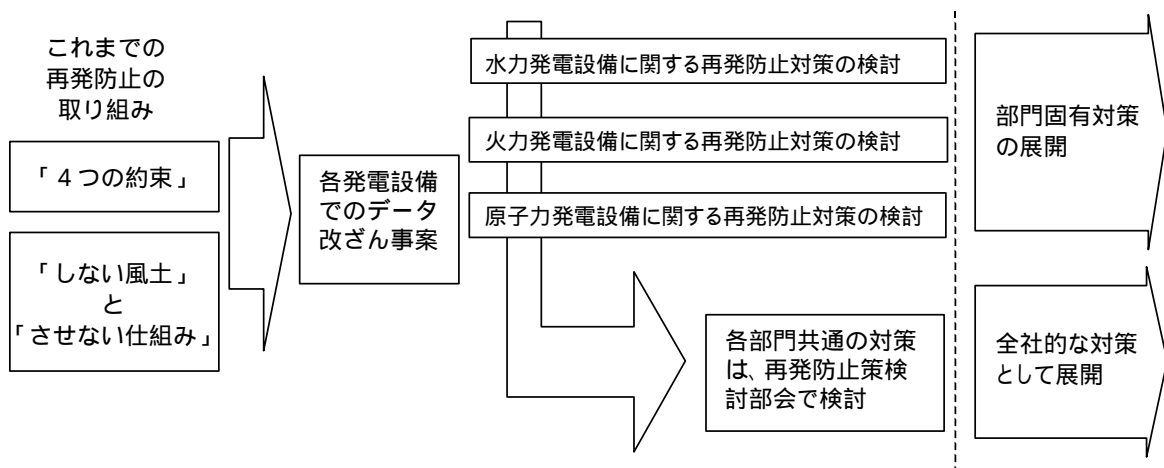 これまでの
再発防止の
取り組み
「４つの約束」
「しない風土」
と
「させない仕組み」
各発電設備
でのデータ
改ざん事案
水力発電設備に関する再発防止対策の検討
火力発電設備に関する再発防止対策の検討
原子力発電設備に関する再発防止対策の検討
各部門共通の対策
は、再発防止策検
討部会で検討
部門固有対策
の展開
全社的な対策
として展開